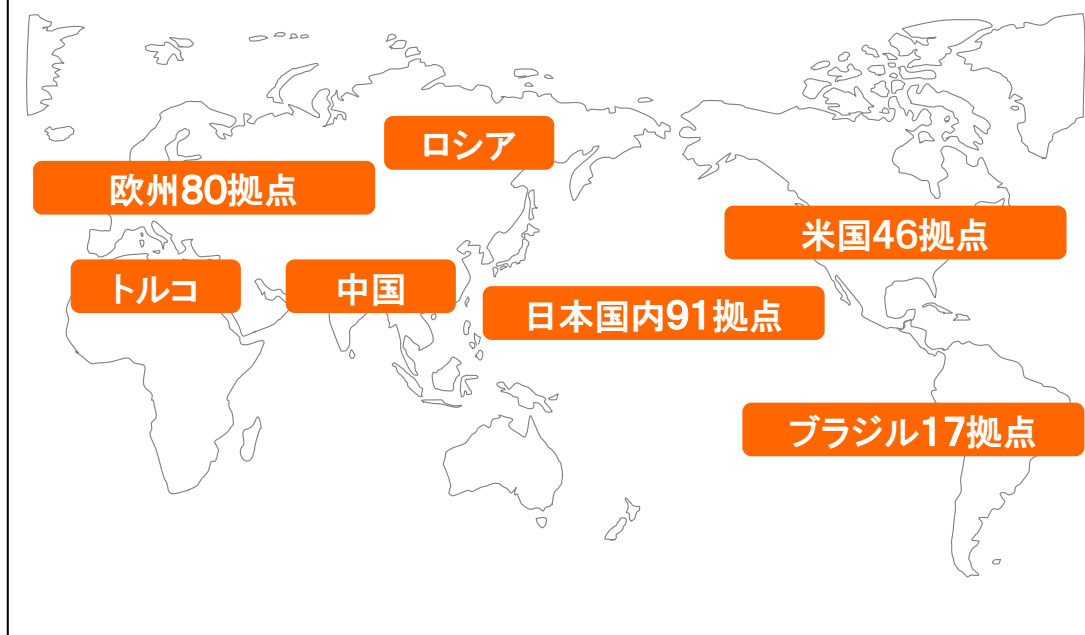 ロシア
欧州80拠点
米国46拠点
トルコ
中国
日本国内91拠点
ブラジル17拠点